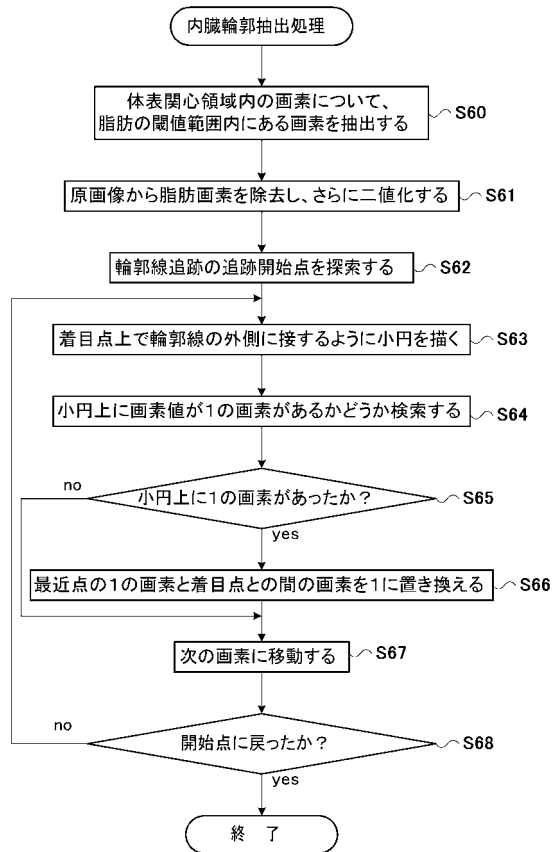 内臓輪郭抽出処理
体表関心領域内の画素について、
脂肪の閾値範囲内にある画素を抽出する
S60
原画像から脂肪画素を除去し、さらに二値化する
S61
輪郭線追跡の追跡開始点を探索する
S62
着目点上で輪郭線の外側に接するように小円を描く
S63
小円上に画素値が1の画素があるかどうか検索する
S64
no
小円上に1の画素があったか？
S65
yes
最近点の1の画素と着目点との間の画素を1に置き換える
S66
次の画素に移動する
S67
no
開始点に戻ったか？
S68
yes
終 了